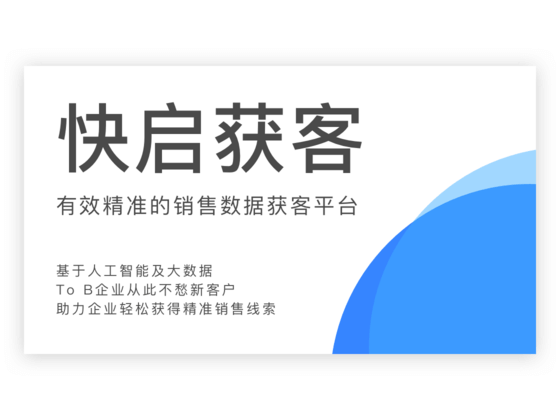 快启获客
有效精准的销售数据获客平台
基于人工智能及大数据
To B企业从此不愁新客户
助力企业轻松获得精准销售线索